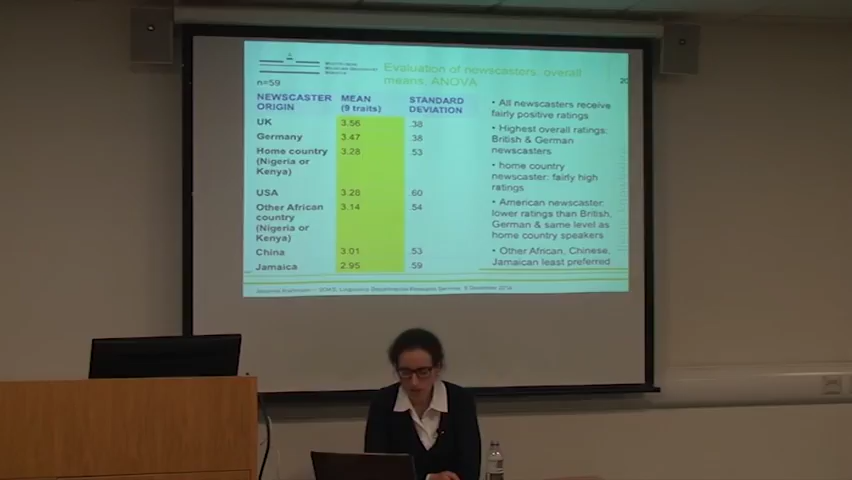 Evaluation of newscasters, overall
means, ANOVA
20
n=59
NEWSCASTER ORIGIN MEAN (9 traits) STANDARD DEVIATION
UK 3.56 .38
Germany 3.47 .38
Home country (Nigeria or Kenya) 3.28 .53
USA 3.28 .60
Other African country (Nigeria or Kenya) 3.14 .54
China 3.01 .53
Jamaica 2.95 .59
• All newscasters receive
fairly positive ratings
• Highest overall ratings:
British & German
newscasters
• home country
newscaster: fairly high
ratings
• American newscaster:
lower ratings than British,
German & same level as
home country speakers
• Other African, Chinese,
Jamaican least preferred